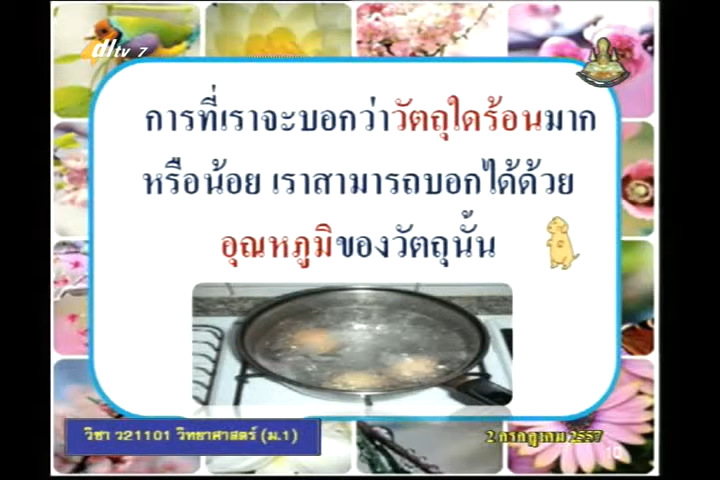 dltv 7
การที่เราจะบอกว่าวัตถุใดร้อนมาก
หรือน้อย เราสามารถบอกได้ด้วย
อุณหภูมิของวัตถุนั้น
วิชา ว21101 วิทยาศาสตร์ (ม.1)
2 กรกฎาคม 2557
10